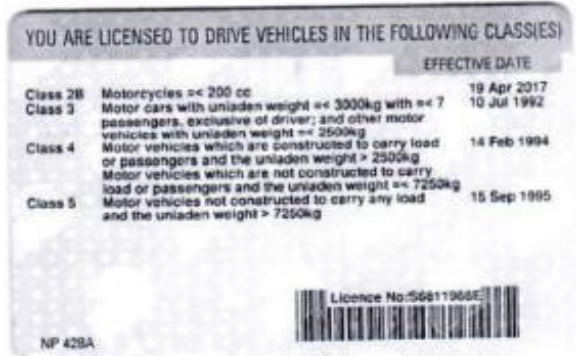 YOU ARE LICENSED TO DRIVE VEHICLES IN THE FOLLOWING CLASS(ES)
EFFECTIVE DATE
Class 2B Motorcycles =< 200 cc 19 Apr 2017
Class 3 Motor cars with unladen weight =< 3000kg with =< 7 10 Jul 1992
passengers, exclusive of driver; and other motor
vehicles with unladen weight =< 2500kg
Class 4 Motor vehicles which are constructed to carry load 14 Feb 1994
or passengers and the unladen weight > 2500kg
Motor vehicles which are not constructed to carry
load or passengers and the unladen weight =< 7250kg
Class 5 Motor vehicles not constructed to carry any load 15 Sep 1995
and the unladen weight > 7250kg
Licence No:S6811966E
NP 428A